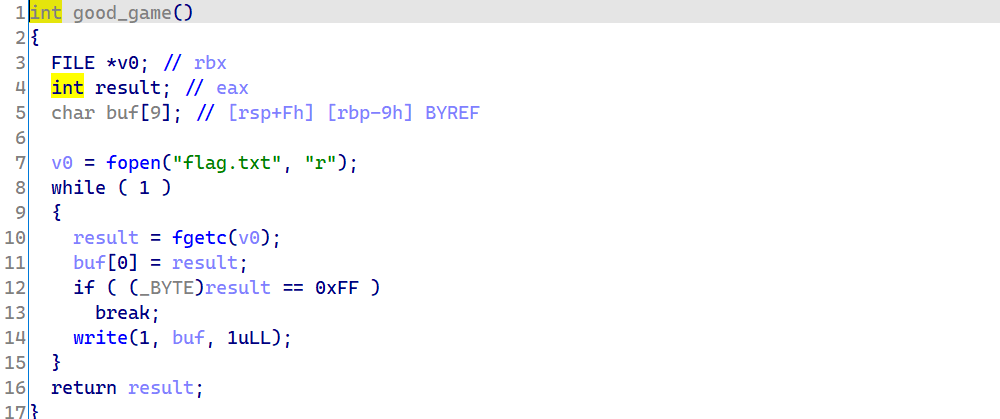 1 int good_game()
2 {
3 FILE *v0; // rbx
4 int result; // eax
5 char buf[9]; // [rsp+Fh] [rbp-9h] BYREF
6
7 v0 = fopen("flag.txt", "r");
8 while ( 1 )
9 {
10 result = fgetc(v0);
11 buf[0] = result;
12 if ( (_BYTE)result == 0xFF )
13 break;
14 write(1, buf, 1uLL);
15 }
16 return result;
17 }